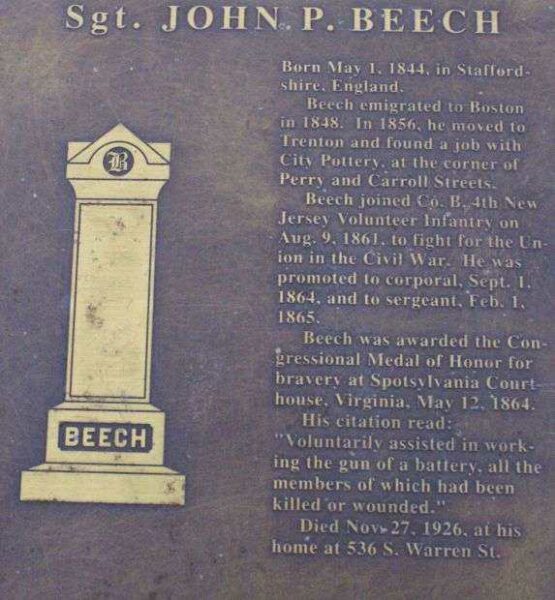 Sgt. JOHN P. BEECH
Born May 1, 1844, in Stafford-
shire, England.
Beech emigrated to Boston
in 1848. In 1856, he moved to
Trenton and found a job with
City Pottery, at the corner of
Perry and Carroll Streets.
Beech joined Co. B, 4th New
Jersey Volunteer Infantry on
Aug. 9, 1861, to fight for the Un-
ion in the Civil War. He was
promoted to corporal, Sept. 1,
1864, and to sergeant, Feb. 1,
1865.
Beech was awarded the Con-
gressional Medal of Honor for
bravery at Spotsylvania Court-
house, Virginia, May 12, 1864.
His citation read:
"Voluntarily assisted in work-
ing the gun of a battery, all the
members of which had been
killed or wounded."
Died Nov. 27, 1926, at his
home at 536 S. Warren St.
B
BEECH